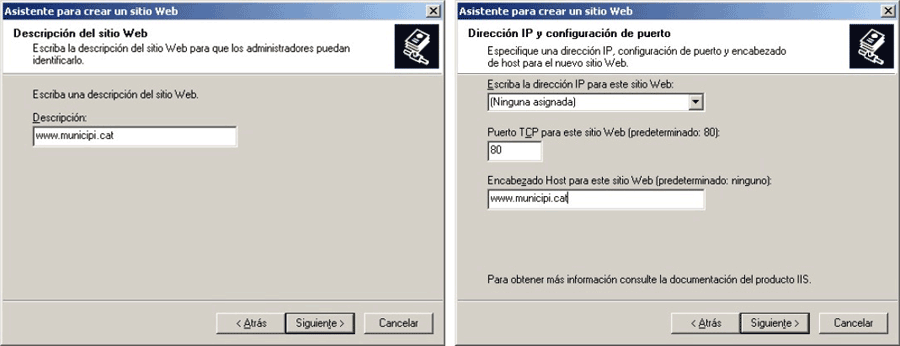 Asistente para crear un sitio Web
Descripción del sitio Web
Escriba la descripción del sitio Web para que los administradores puedan
identificarlo.
Escriba una descripción del sitio Web.
Descripción:
www.municipi.cat
< Atrás
Siguiente >
Cancelar
Asistente para crear un sitio Web
Dirección IP y configuración de puerto
Especifique una dirección IP, configuración de puerto y encabezado
de host para el nuevo sitio Web.
Escriba la dirección IP para este sitio Web:
(Ninguna asignada)
Puerto TCP para este sitio Web (predeterminado: 80):
80
Encabezado Host para este sitio Web (predeterminado: ninguno):
www.municipi.cat
Para obtener más información consulte la documentación del producto IIS.
< Atrás
Siguiente >
Cancelar